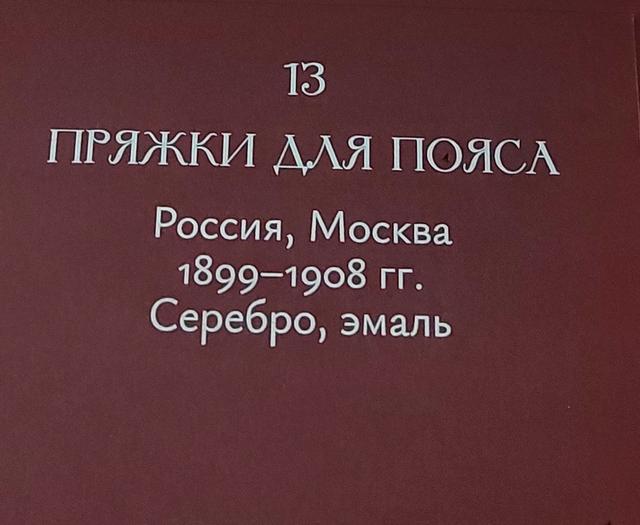 13
ПРЯЖКИ ДЛЯ ПОЯСА
Россия, Москва
1899–1908 гг.
Серебро, эмаль